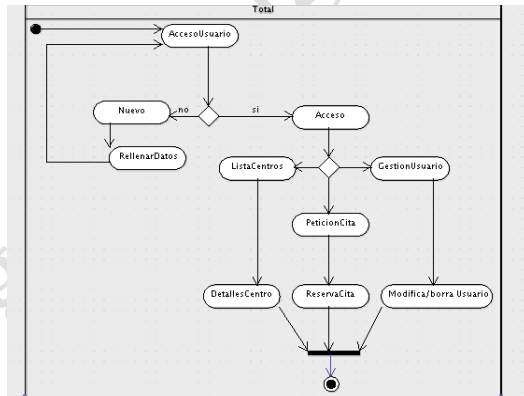 Total
AccesoUsuario
Nuevo
no
si
Acceso
RellenarDatos
ListaCentros
GestionUsuario
PeticionCita
DetallesCentro
ReservaCita
Modifica/borra Usuario